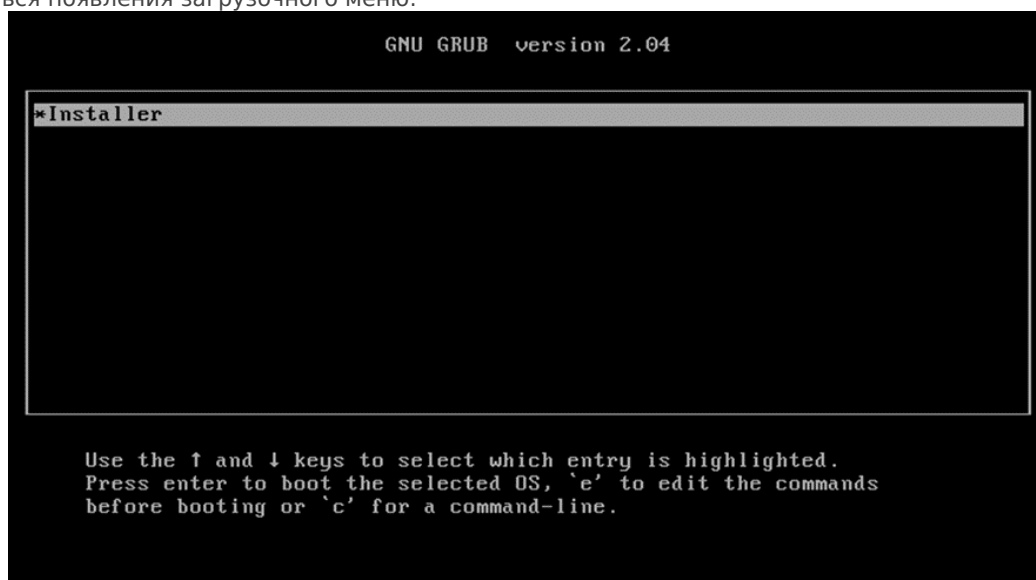 появления загрузочного меню.
GNU GRUB  version 2.04
*Installer
Use the ↑ and ↓ keys to select which entry is highlighted.
Press enter to boot the selected OS, `e' to edit the commands
before booting or `c' for a command-line.